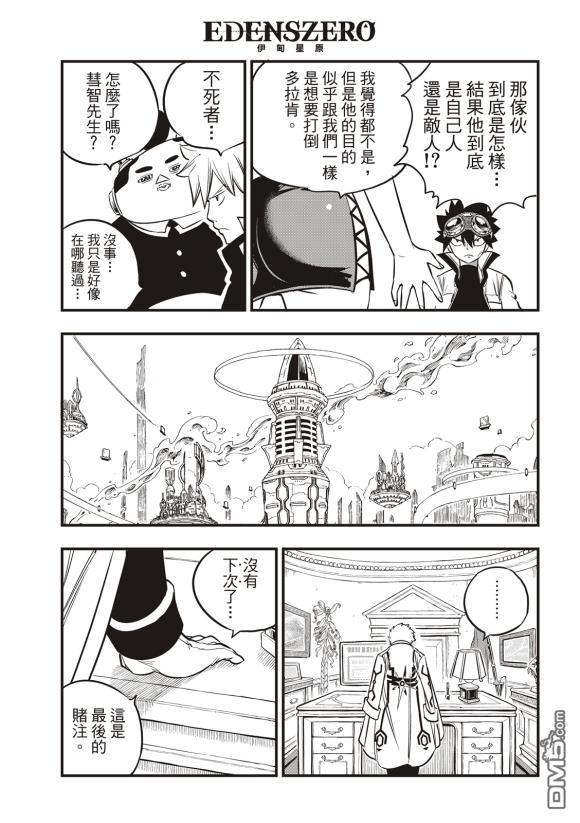 EDENSZERO
伊甸星原
那傢伙
到底是怎樣…
結果他到底
是自己人
還是敵人!?
我覺得都不是，
但是他的目的
似乎跟我們一樣
是想要打倒
多拉肯。
不死者…
怎麼了嗎？
彗智先生？
沒事…
我只是好像
在哪聽過…
………
沒有
下次了…
這是
最後的
賭注。
DM5.com